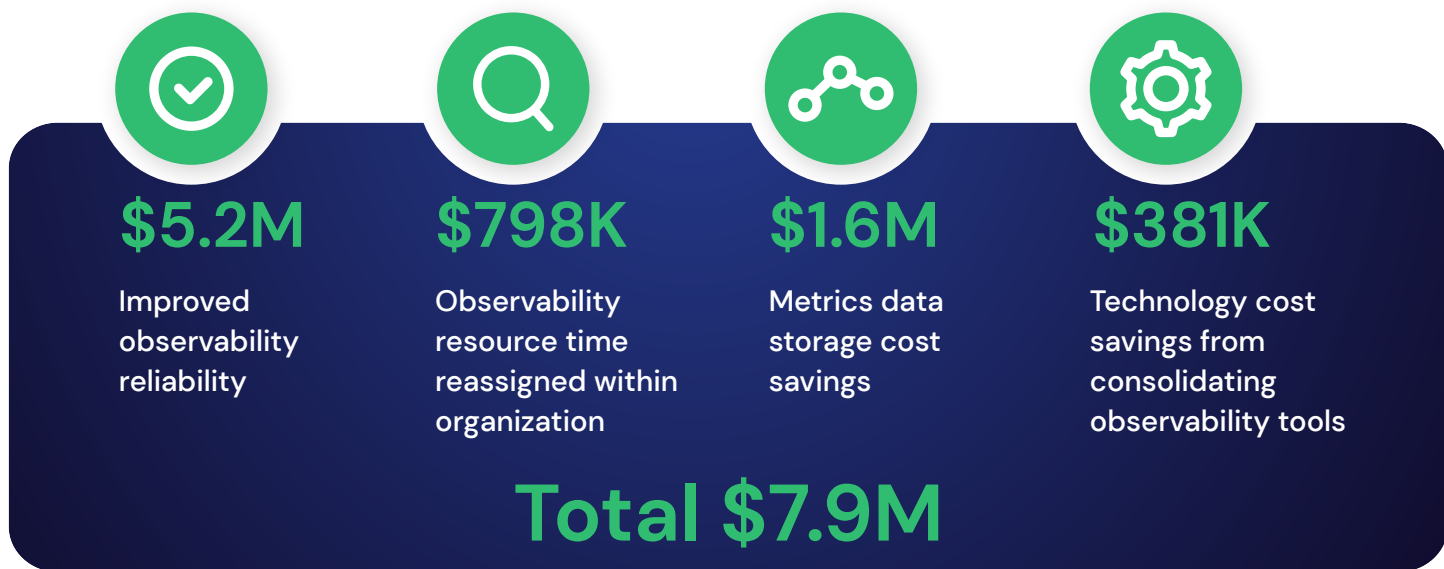 $5.2M
Improved
observability
reliability
$798K
Observability
resource time
reassigned within
organization
$1.6M
Metrics data
storage cost
savings
$381K
Technology cost
savings from
consolidating
observability tools
Total $7.9M